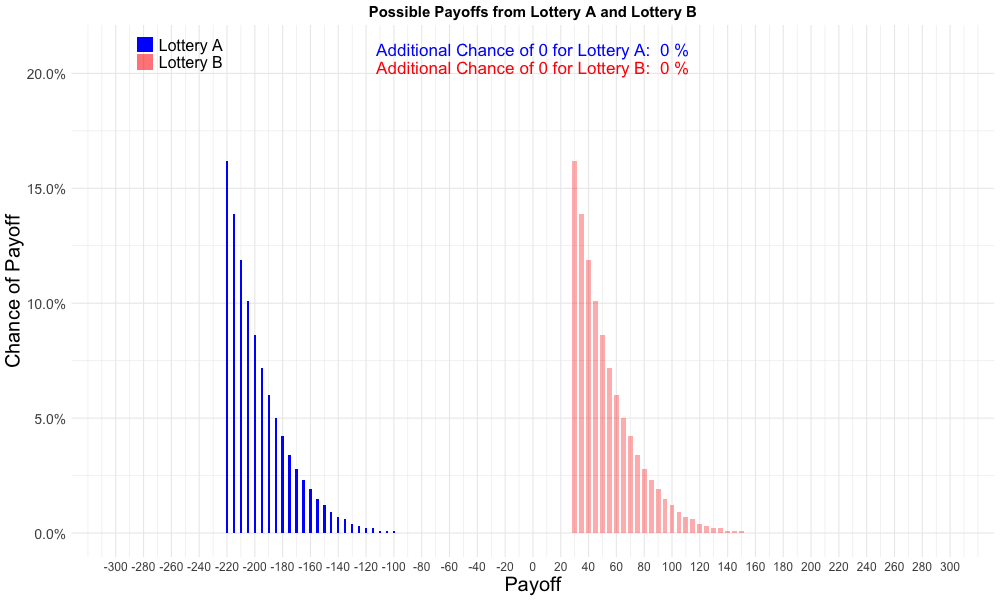 Possible Payoffs from Lottery A and Lottery B
Lottery A
Lottery B
Additional Chance of 0 for Lottery A: 0 %
Additional Chance of 0 for Lottery B: 0 %
Chance of Payoff
20.0%
15.0%
10.0%
5.0%
0.0%
-300 -280 -260 -240 -220 -200 -180 -160 -140 -120 -100 -80 -60 -40 -20 0 20 40 60 80 100 120 140 160 180 200 220 240 260 280 300
Payoff